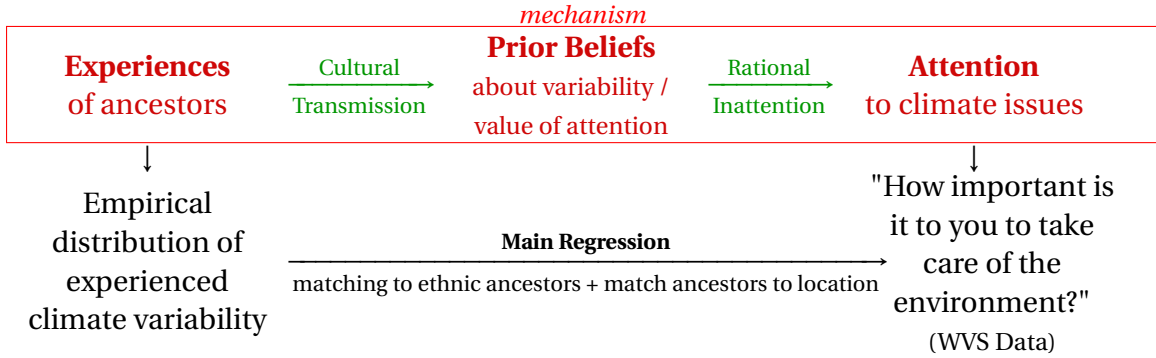 mechanism
Experiences
of ancestors
Cultural
Transmission
Prior Beliefs
about variability /
value of attention
Rational
Inattention
Attention
to climate issues
Empirical
distribution of
experienced
climate variability
Main Regression
matching to ethnic ancestors + match ancestors to location
"How important is
it to you to take
care of the
environment?"
(WVS Data)